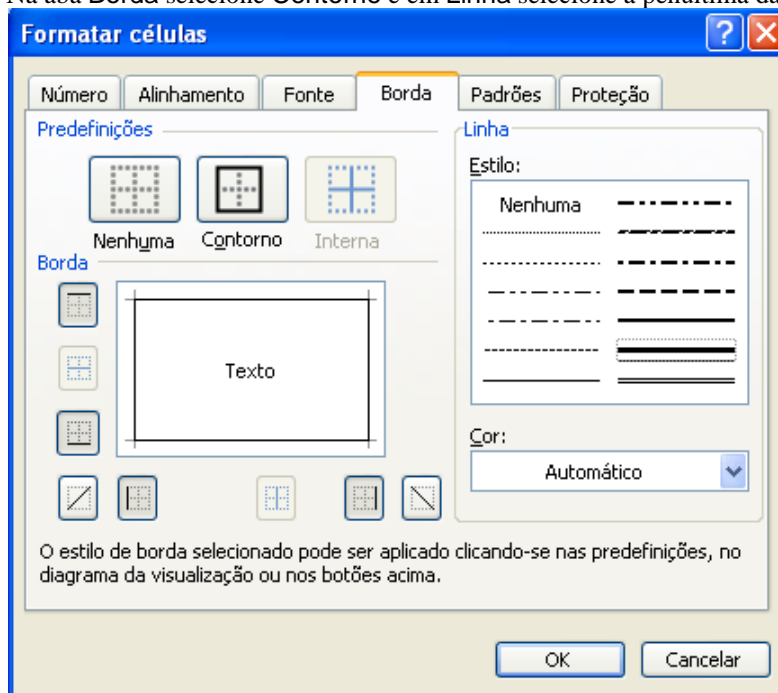 Na aba Borda selecione Contorno e em Linha selecione a penúltima da
Formatar células
Número Alinhamento Fonte Borda Padrões Proteção
Predefinições
Nenhuma Contorno Interna
Borda
Texto
Linha
Estilo:
Nenhuma
Cor:
Automático
O estilo de borda selecionado pode ser aplicado clicando-se nas predefinições, no
diagrama da visualização ou nos botões acima.
OK Cancelar